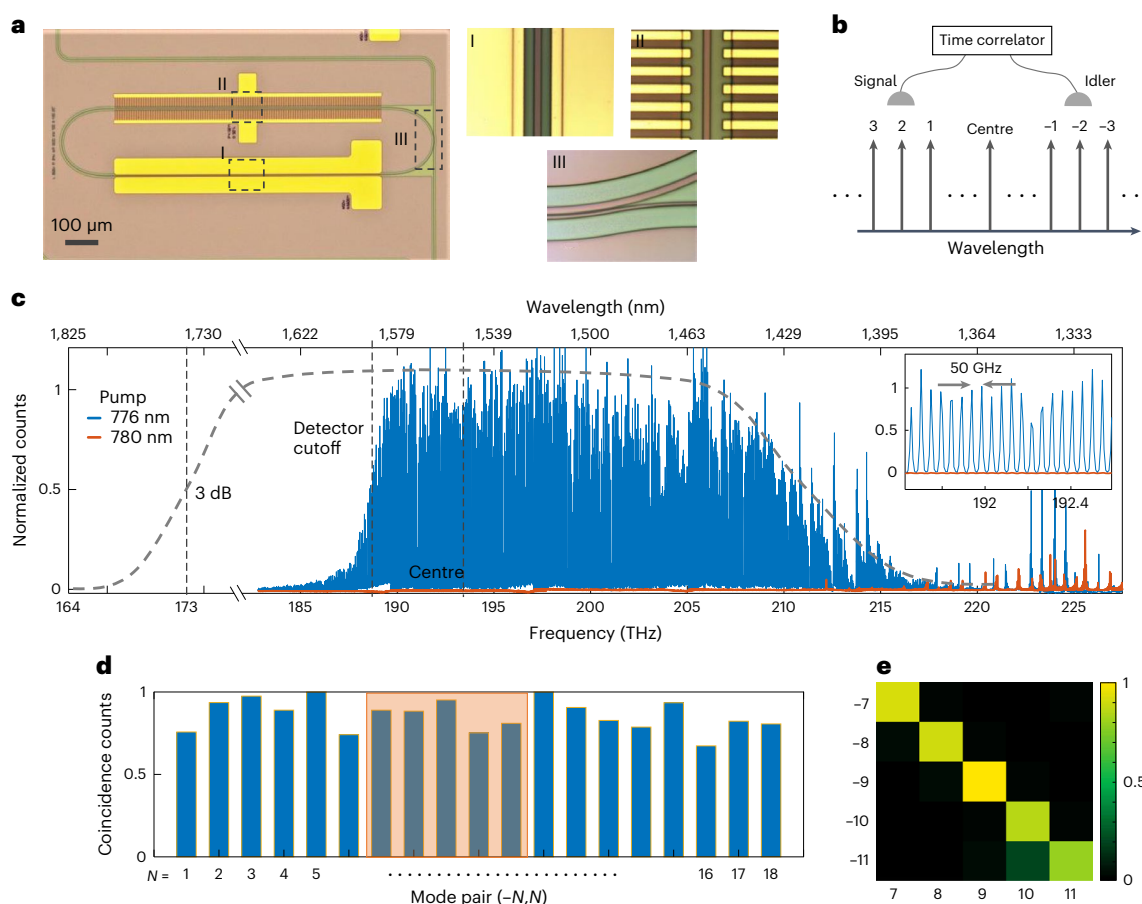 a
II
III
I
100 µm
I
II
III
b
Time correlator
Signal
Idler
3 2 1 Centre –1 –2 –3
Wavelength
c
Wavelength (nm)
1,825 1,730 1,622 1,579 1,539 1,500 1,463 1,429 1,395 1,364 1,333
Normalized counts
1
0.5
0
Pump
776 nm
780 nm
3 dB
Detector
cutoff
Centre
50 GHz
1
0.5
0
192 192.4
164 173 185 190 195 200 205 210 215 220 225
Frequency (THz)
d
Coincidence counts
1
0.5
0
N = 1 2 3 4 5 16 17 18
Mode pair (–N,N)
e
–7
–8
–9
–10
–11
7 8 9 10 11
1
0.5
0